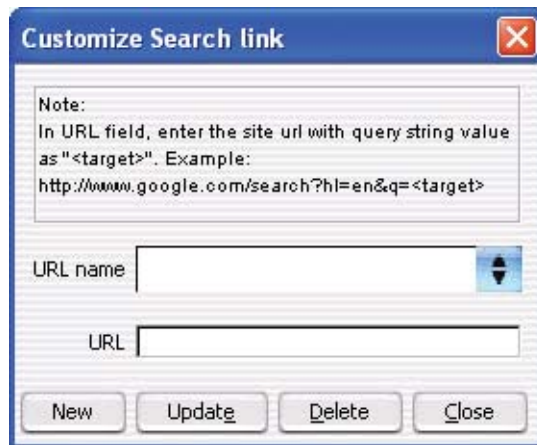 Customize Search link
Note:
In URL field, enter the site url with query string value
as "<target>". Example:
http://www.google.com/search?hl=en&q=<target>
URL name
URL
New Update Delete Close